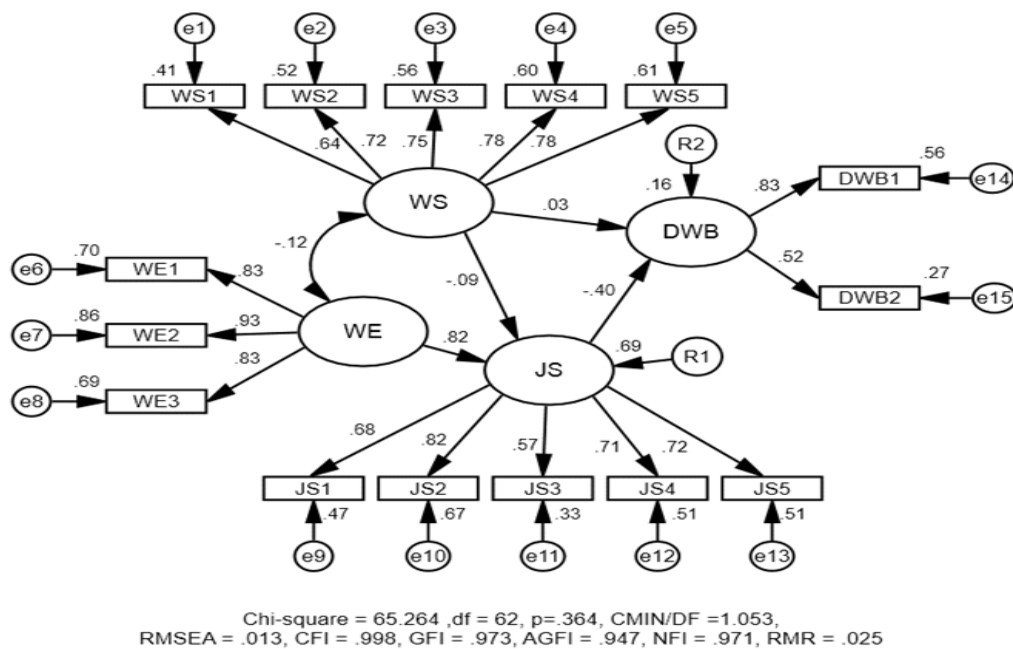 e1 e2 e3 e4 e5
.41 .52 .56 .60 .61
WS1 WS2 WS3 WS4 WS5
.64 .72 .75 .78 .78
R2
.56
DWB1 e14
.16 .83
WS .03 DWB
-.12
.52 .27
DWB2 e15
-.09 -.40
.70
e6 WE1 .83
.86
e7 WE2 .93 WE .82
.69
e8 WE3 .83
JS .69 R1
.68 .82 .57 .71 .72
JS1 JS2 JS3 JS4 JS5
.47 .67 .33 .51 .51
e9 e10 e11 e12 e13
Chi-square = 65.264 ,df = 62, p=.364, CMIN/DF =1.053,
RMSEA = .013, CFI = .998, GFI = .973, AGFI = .947, NFI = .971, RMR = .025